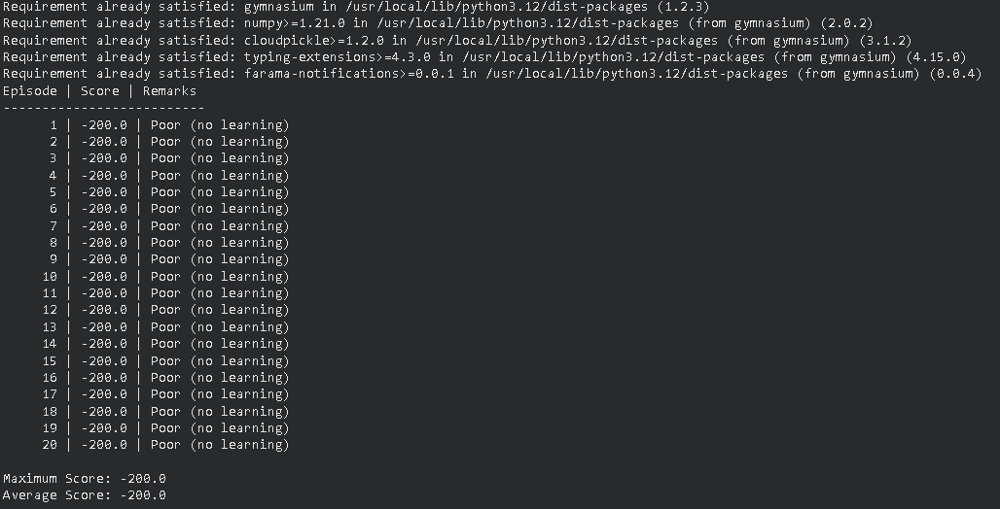 Requirement already satisfied: gymnasium in /usr/local/lib/python3.12/dist-packages (1.2.3)
Requirement already satisfied: numpy>=1.21.0 in /usr/local/lib/python3.12/dist-packages (from gymnasium) (2.0.2)
Requirement already satisfied: cloudpickle>=1.2.0 in /usr/local/lib/python3.12/dist-packages (from gymnasium) (3.1.2)
Requirement already satisfied: typing-extensions>=4.3.0 in /usr/local/lib/python3.12/dist-packages (from gymnasium) (4.15.0)
Requirement already satisfied: farama-notifications>=0.0.1 in /usr/local/lib/python3.12/dist-packages (from gymnasium) (0.0.4)
Episode | Score | Remarks
--------------------------
      1 | -200.0 | Poor (no learning)
      2 | -200.0 | Poor (no learning)
      3 | -200.0 | Poor (no learning)
      4 | -200.0 | Poor (no learning)
      5 | -200.0 | Poor (no learning)
      6 | -200.0 | Poor (no learning)
      7 | -200.0 | Poor (no learning)
      8 | -200.0 | Poor (no learning)
      9 | -200.0 | Poor (no learning)
     10 | -200.0 | Poor (no learning)
     11 | -200.0 | Poor (no learning)
     12 | -200.0 | Poor (no learning)
     13 | -200.0 | Poor (no learning)
     14 | -200.0 | Poor (no learning)
     15 | -200.0 | Poor (no learning)
     16 | -200.0 | Poor (no learning)
     17 | -200.0 | Poor (no learning)
     18 | -200.0 | Poor (no learning)
     19 | -200.0 | Poor (no learning)
     20 | -200.0 | Poor (no learning)

Maximum Score: -200.0
Average Score: -200.0